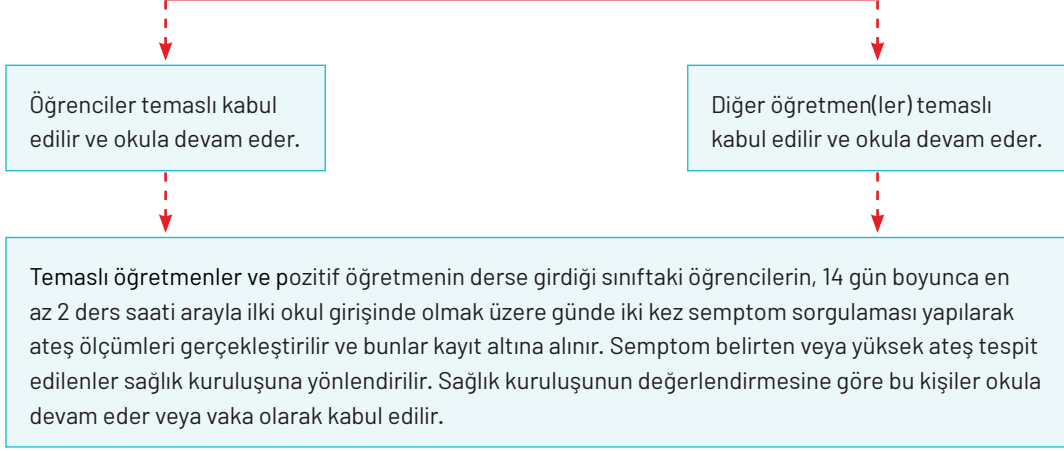 Öğrenciler temaslı kabul
edilir ve okula devam eder.
Diğer öğretmen(ler) temaslı
kabul edilir ve okula devam eder.
Temaslı öğretmenler ve pozitif öğretmenin derse girdiği sınıftaki öğrencilerin, 14 gün boyunca en
az 2 ders saati arayla ilki okul girişinde olmak üzere günde iki kez semptom sorgulaması yapılarak
ateş ölçümleri gerçekleştirilir ve bunlar kayıt altına alınır. Semptom belirten veya yüksek ateş tespit
edilenler sağlık kuruluşuna yönlendirilir. Sağlık kuruluşunun değerlendirmesine göre bu kişiler okula
devam eder veya vaka olarak kabul edilir.